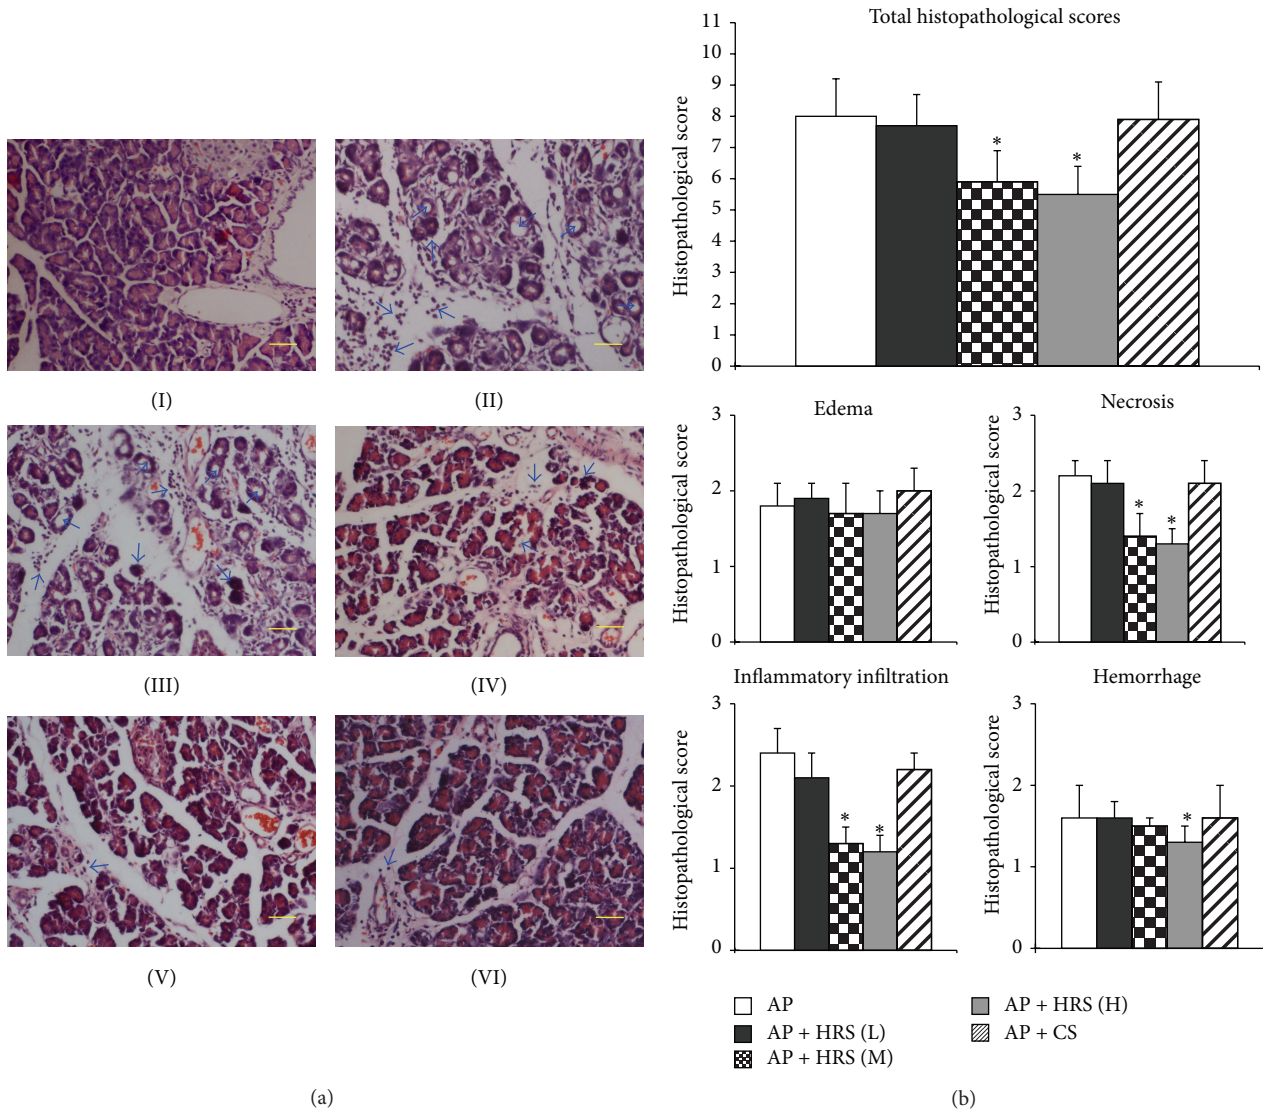 (I)
(II)
(III)
(IV)
(V)
(VI)
(a)
Total histopathological scores
Histopathological score
11
10
9
8
7
6
5
4
3
2
1
0
*
*
Edema
Histopathological score
3
2
1
0
Necrosis
Histopathological score
3
2
1
0
*
*
Inflammatory infiltration
Histopathological score
3
2
1
0
*
*
Hemorrhage
Histopathological score
3
2
1
0
*
AP
AP + HRS (L)
AP + HRS (M)
AP + HRS (H)
AP + CS
(b)